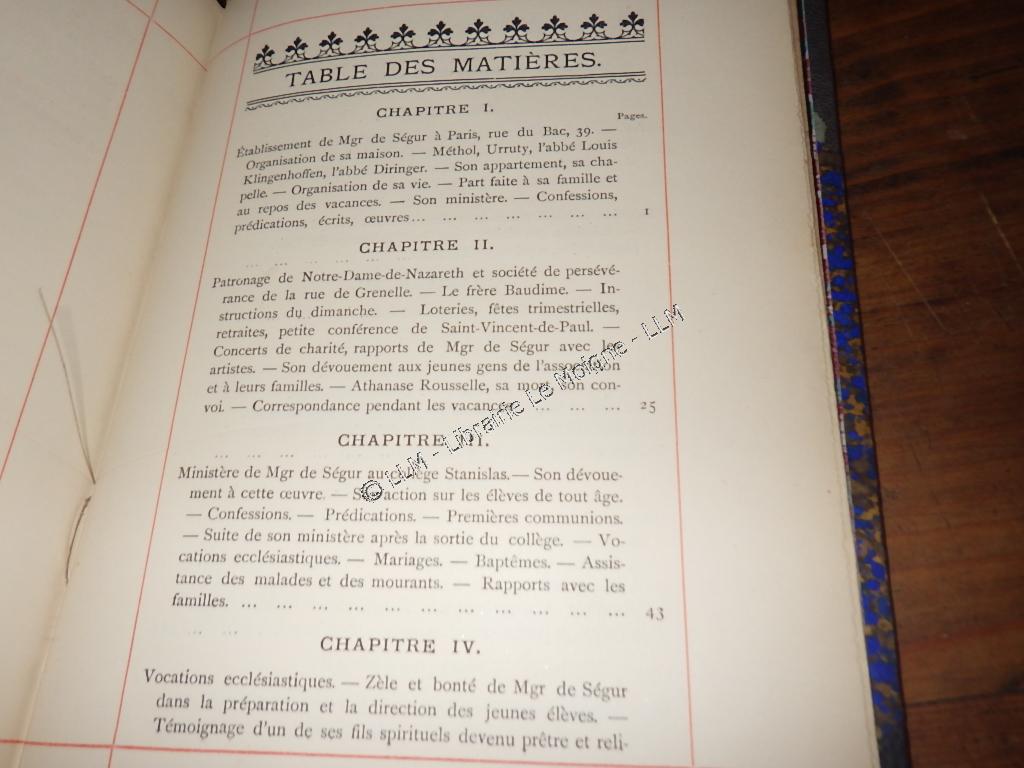 TABLE DES MATIÈRES.
CHAPITRE I.
Pages.
Établissement de Mgr de Ségur à Paris, rue du Bac, 39. —
Organisation de sa maison. — Méthol, Urruty, l'abbé Louis
Klingenhoffen, l'abbé Diringer. — Son appartement, sa cha-
pelle. — Organisation de sa vie. — Part faite à sa famille et
au repos des vacances. — Son ministère. — Confessions,
prédications, écrits, œuvres... ... ... ... ... ... ... 1
CHAPITRE II.
Patronage de Notre-Dame-de-Nazareth et société de persévé-
rance de la rue de Grenelle. — Le frère Baudime. — In-
structions du dimanche. — Loteries, fêtes trimestrielles,
retraites, petite conférence de Saint-Vincent-de-Paul. —
Concerts de charité, rapports de Mgr de Ségur avec les
artistes. — Son dévouement aux jeunes gens de l'association
et à leurs familles. — Athanase Rousselle, sa mort, son con-
voi. — Correspondance pendant les vacances ... ... ... 25
CHAPITRE III.
Ministère de Mgr de Ségur au collège Stanislas. — Son dévoue-
ment à cette œuvre. — Son action sur les élèves de tout âge.
— Confessions. — Prédications. — Premières communions.
— Suite de son ministère après la sortie du collège. — Vo-
cations ecclésiastiques. — Mariages. — Baptêmes. — Assis-
tance des malades et des mourants. — Rapports avec les
familles. ... ... ... ... ... ... ... ... ... ... ... 43
CHAPITRE IV.
Vocations ecclésiastiques. — Zèle et bonté de Mgr de Ségur
dans la préparation et la direction des jeunes élèves. —
Témoignage d'un de ses fils spirituels devenu prêtre et reli-
© LLM - Librairie Le Moigne - LLM